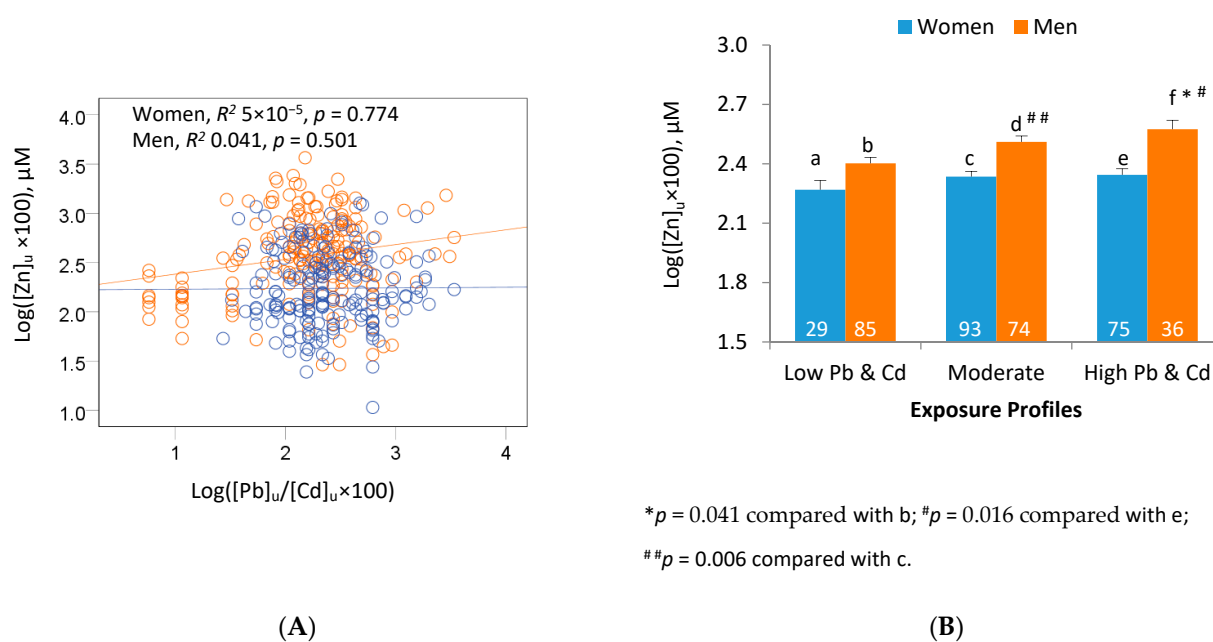 Women, R² 5×10⁻⁵, p = 0.774
Men, R² 0.041, p = 0.501
Log([Zn]ᵤ ×100), µM
4.0
3.5
3.0
2.5
2.0
1.5
1.0
1 2 3 4
Log([Pb]ᵤ/[Cd]ᵤ×100)
(A)
Women Men
Log([Zn]ᵤ×100), µM
3.0
2.7
2.4
2.1
1.8
1.5
a b c d # # e f * #
29 85 93 74 75 36
Low Pb & Cd Moderate High Pb & Cd
Exposure Profiles
*p = 0.041 compared with b; #p = 0.016 compared with e;
# #p = 0.006 compared with c.
(B)